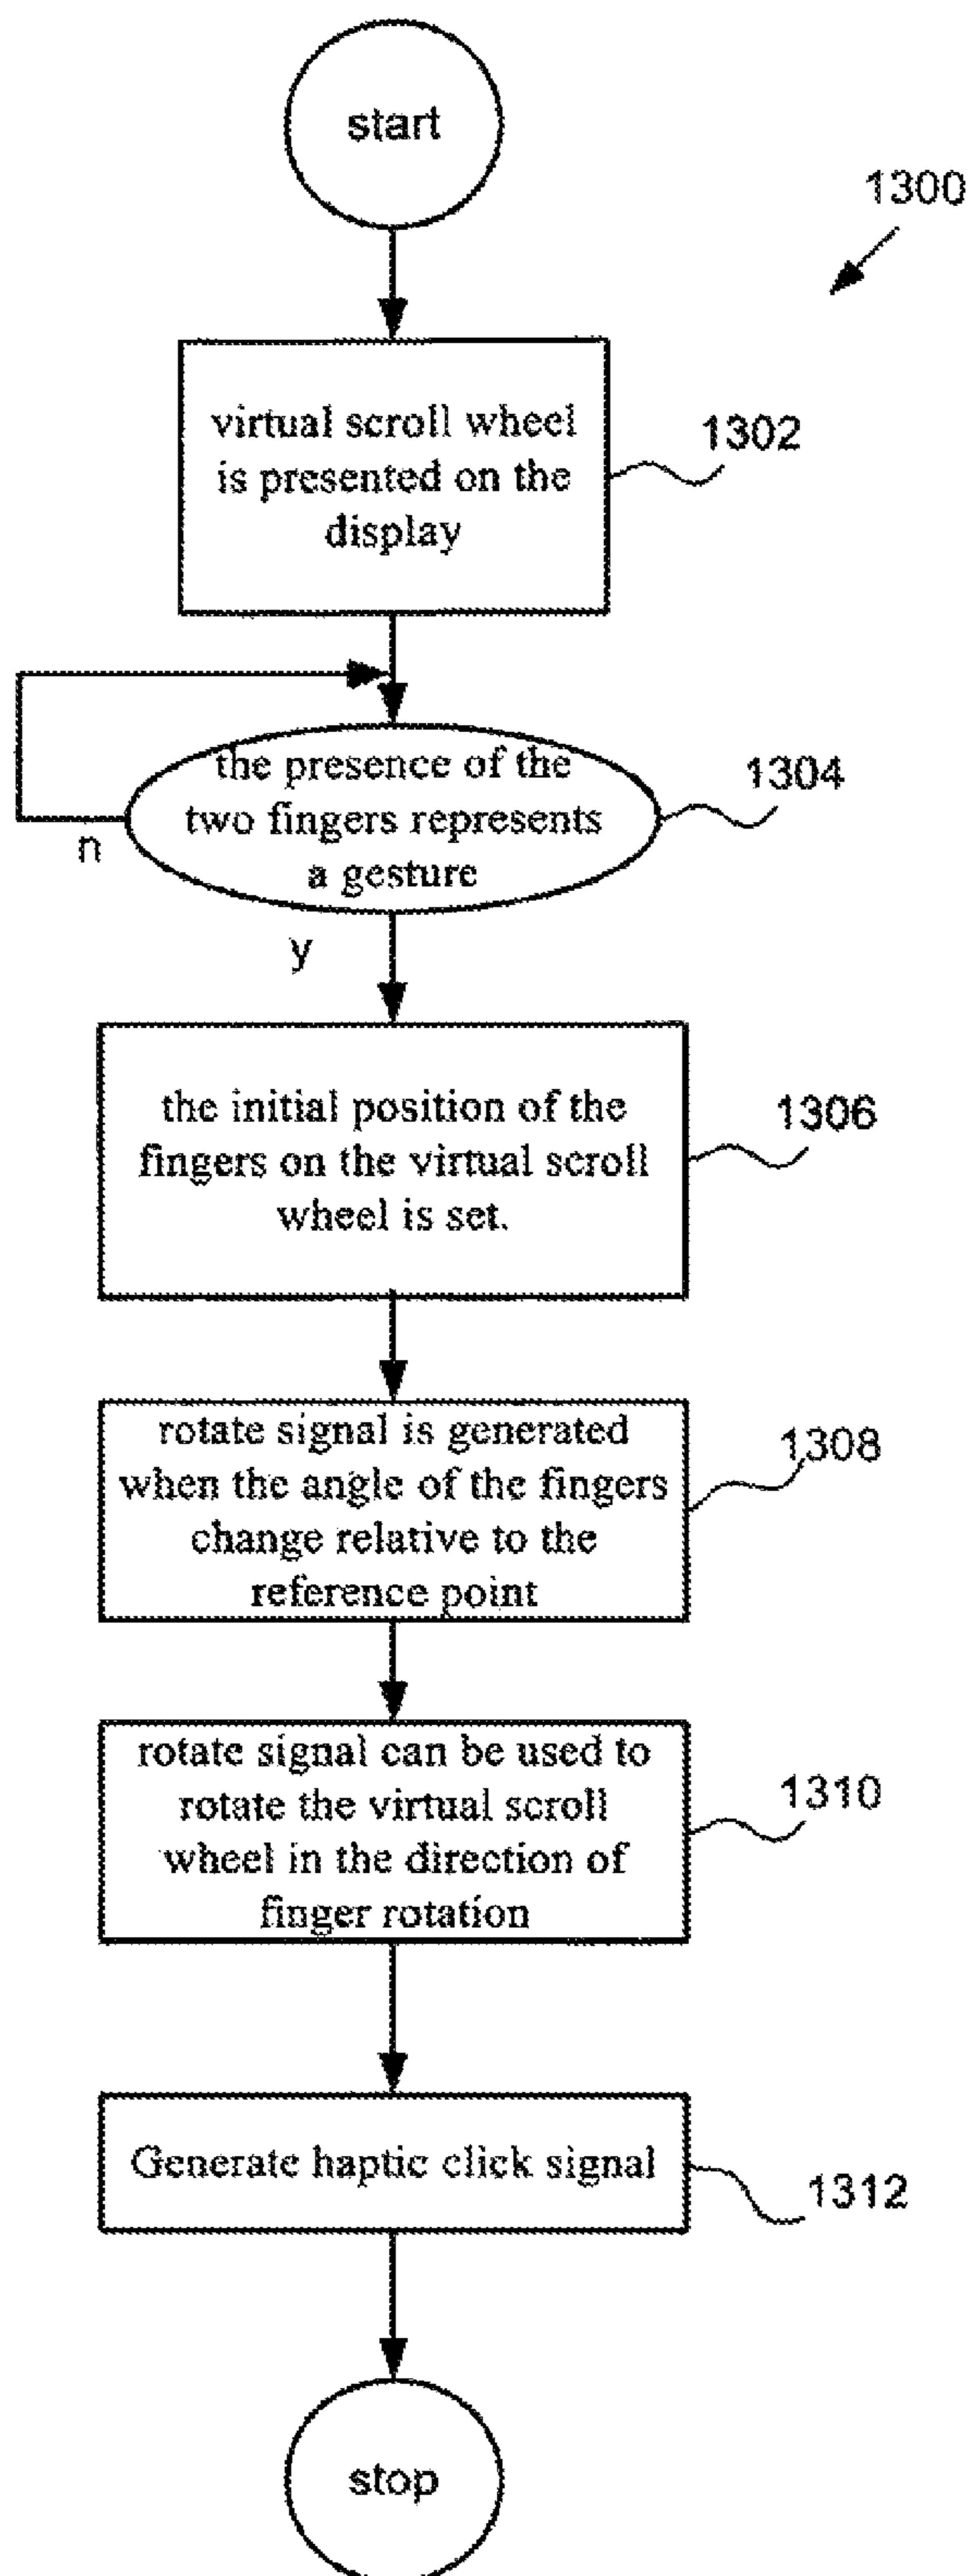 start
1300
virtual scroll wheel
is presented on the
display
1302
the presence of the
two fingers represents
a gesture
1304
n
y
the initial position of the
fingers on the virtual scroll
wheel is set.
1306
rotate signal is generated
when the angle of the fingers
change relative to the
reference point
1308
rotate signal can be used to
rotate the virtual scroll
wheel in the direction of
finger rotation
1310
Generate haptic click signal
1312
stop